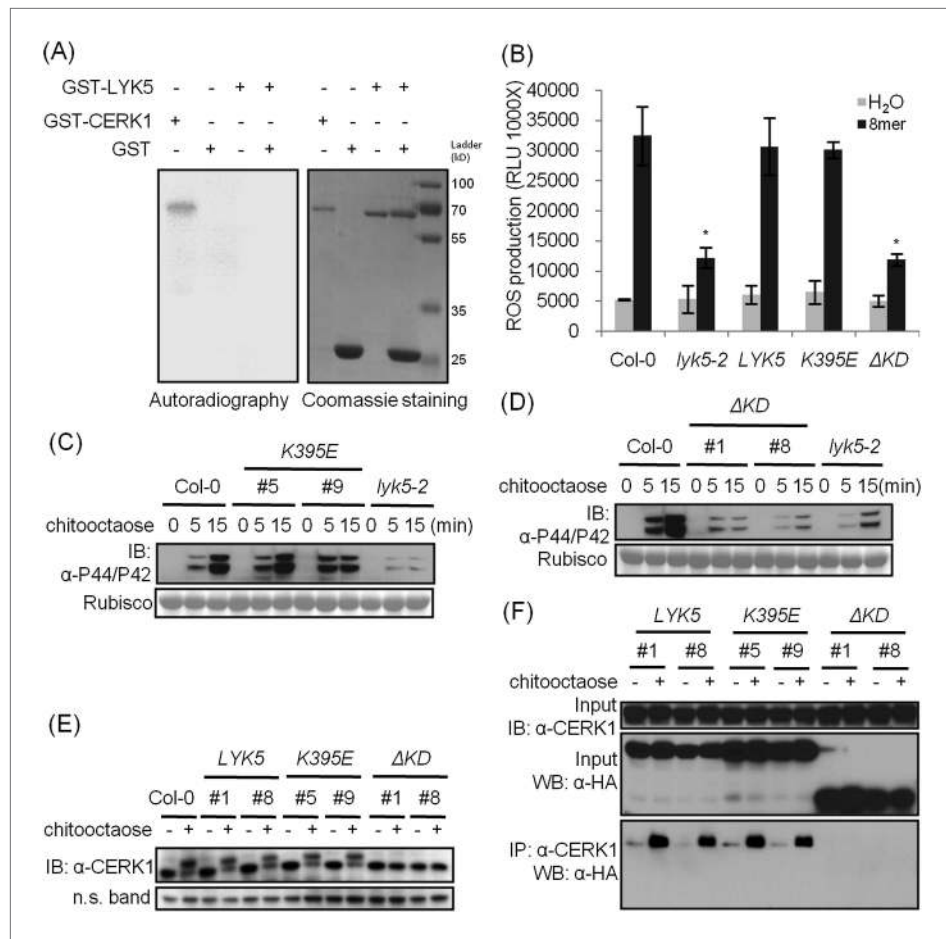 (A)
GST-LYK5 - - + +
GST-CERK1 + - - -
GST - + - +
Ladder
(kD)
100
70
55
35
25
Autoradiography
Coomassie staining
(B)
ROS production (RLU 1000X)
40000
35000
30000
25000
20000
15000
10000
5000
0
H₂O
8mer
*
*
Col-0 lyk5-2 LYK5 K395E ΔKD
(C)
K395E
Col-0 #5 #9 lyk5-2
chitooctaose 0 5 15 0 5 15 0 5 15 0 5 15 (min)
IB:
α-P44/P42
Rubisco
(D)
ΔKD
Col-0 #1 #8 lyk5-2
chitooctaose 0 5 15 0 5 15 0 5 15 0 5 15(min)
IB:
α-P44/P42
Rubisco
(E)
LYK5 K395E ΔKD
Col-0 #1 #8 #5 #9 #1 #8
chitooctaose - + - + - + - + - + - + - +
IB: α-CERK1
n.s. band
(F)
LYK5 K395E ΔKD
#1 #8 #5 #9 #1 #8
chitooctaose - + - + - + - + - + - +
Input
IB: α-CERK1
Input
WB: α-HA
IP: α-CERK1
WB: α-HA